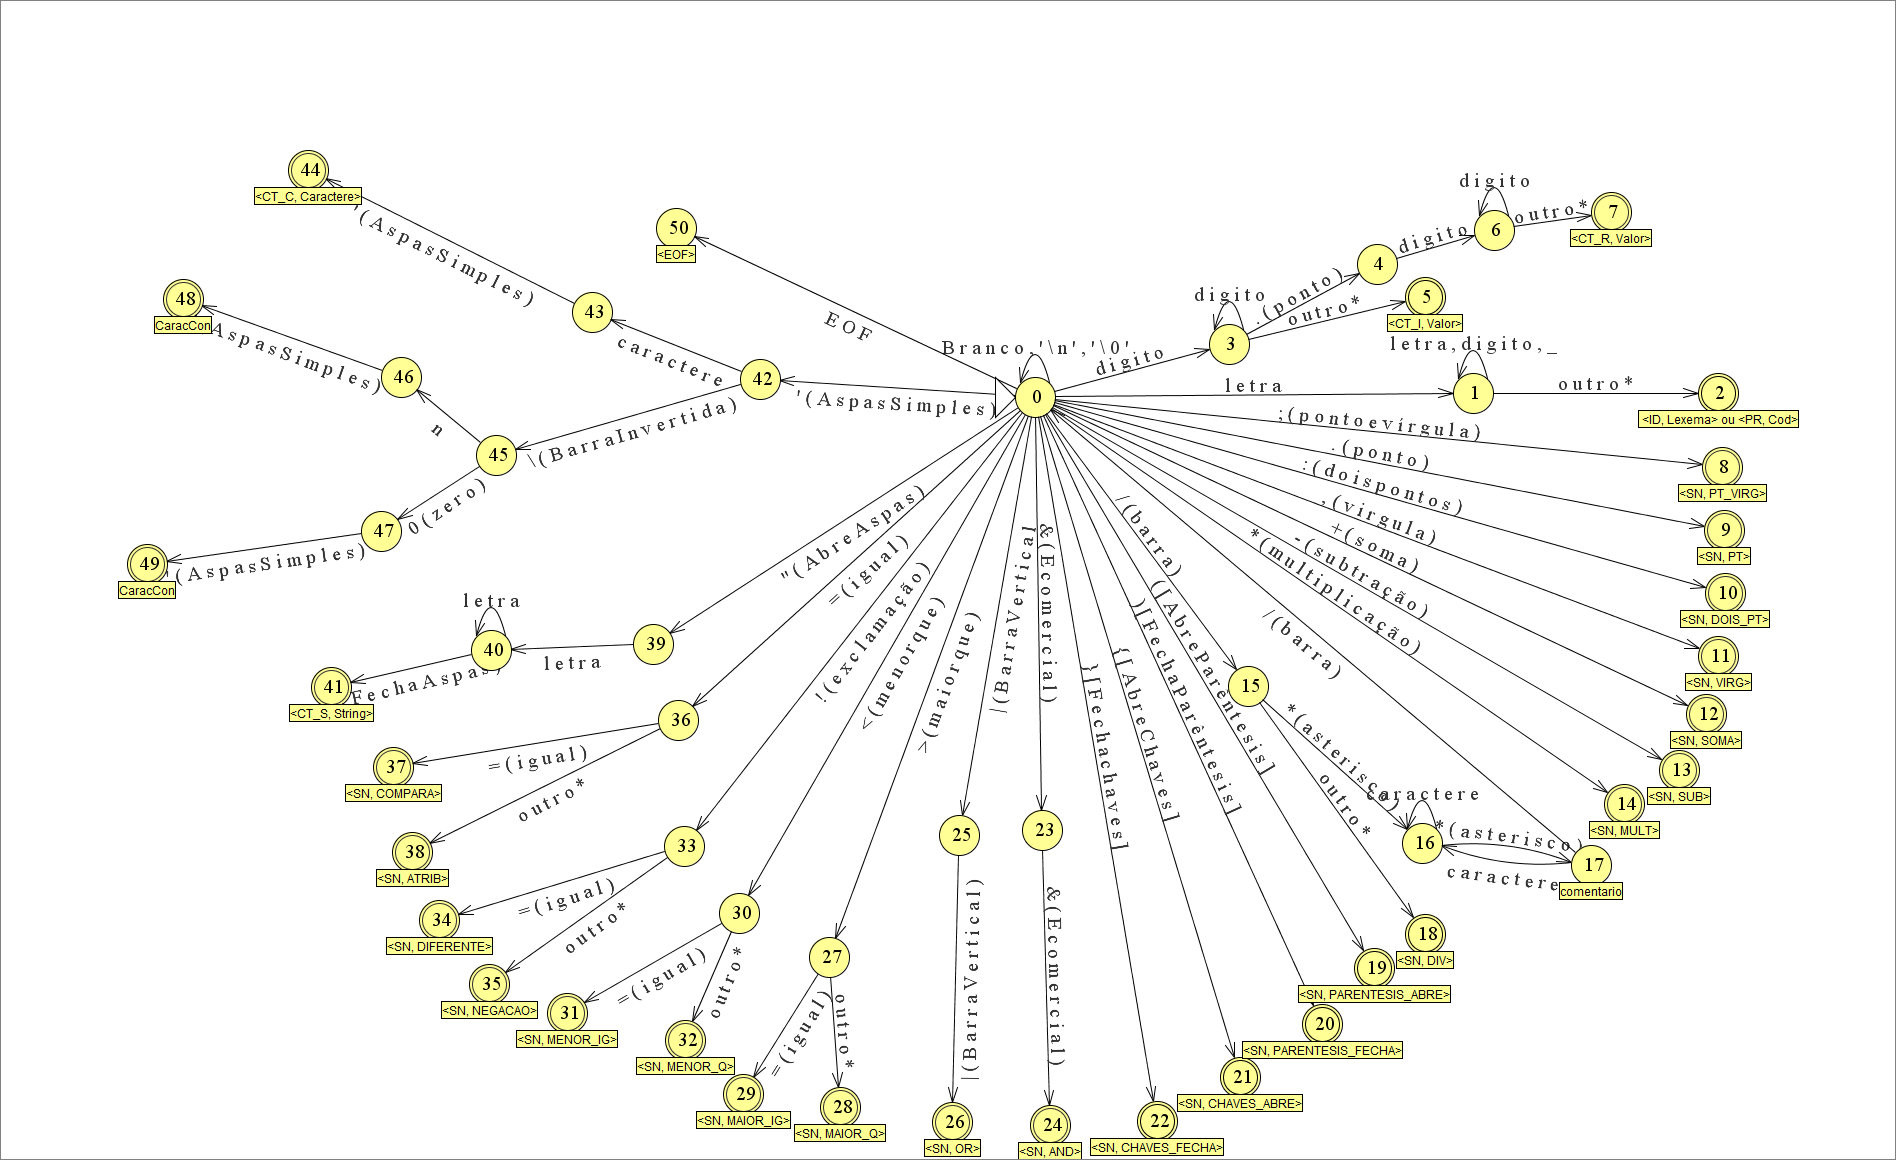 44
<CT_C, Caractere>
'(AspasSimples)
50
<EOF>
EOF
digito
6
outro*
7
<CT_R, Valor>
digito
4
.(ponto)
digito
3
outro*
5
<CT_I, Valor>
digito
48
CaracCon
AspasSimples)
43
caractere
42
'(AspasSimples)
Branco,'\n','\0'
0
letra
letra,digito,_
1
outro*
2
<ID, Lexema> ou <PR, Cod>
46
n
45
\(BarraInvertida)
0(zero)
47
'(AspasSimples)
49
CaracCon
;(pontoevírgula)
8
<SN, PT_VIRG>
.(ponto)
9
<SN, PT>
:(doispontos)
10
<SN, DOIS_PT>
,(virgula)
11
<SN, VIRG>
+(soma)
12
<SN, SOMA>
-(subtração)
13
<SN, SUB>
*(multiplicação)
14
<SN, MULT>
/(barra)
/(barra)
15
*(asterisco)
outro*
caractere
16
*(asterisco)
caractere
17
comentario
18
<SN, DIV>
([AbreParêntesis]
19
<SN, PARENTESIS_ABRE>
)[FechaParêntesis]
20
<SN, PARENTESIS_FECHA>
{[AbreChaves]
21
<SN, CHAVES_ABRE>
}[Fechachaves]
22
<SN, CHAVES_FECHA>
&(Ecomercial)
23
&(Ecomercial)
24
<SN, AND>
|(BarraVertical
25
|(BarraVertical)
26
<SN, OR>
>(maiorque)
27
=(igual)
outro*
29
<SN, MAIOR_IG>
28
<SN, MAIOR_Q>
<(menorque)
30
=(igual)
outro*
31
<SN, MENOR_IG>
32
<SN, MENOR_Q>
!(exclamação)
33
=(igual)
outro*
34
<SN, DIFERENTE>
35
<SN, NEGACAO>
=(igual)
36
=(igual)
outro*
37
<SN, COMPARA>
38
<SN, ATRIB>
"(AbreAspas)
39
letra
letra
40
FechaAspas)
41
<CT_S, String>